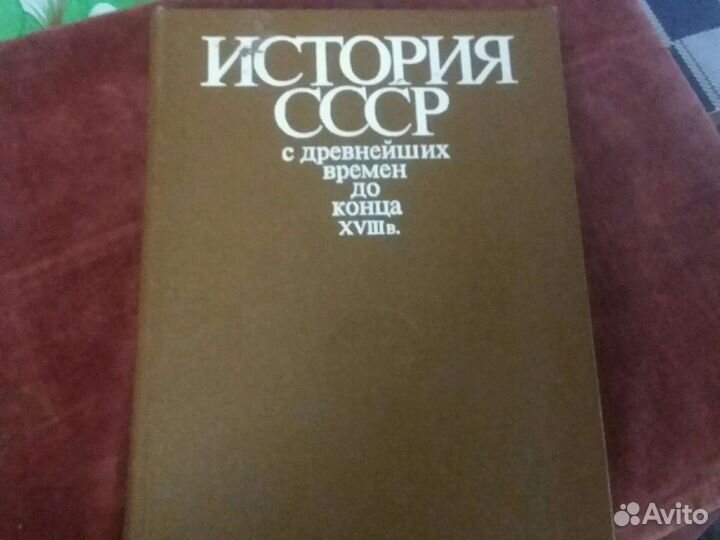 ИСТОРИЯ
СССР
с древнейших
времен
до
конца
XVIII в.
Avito